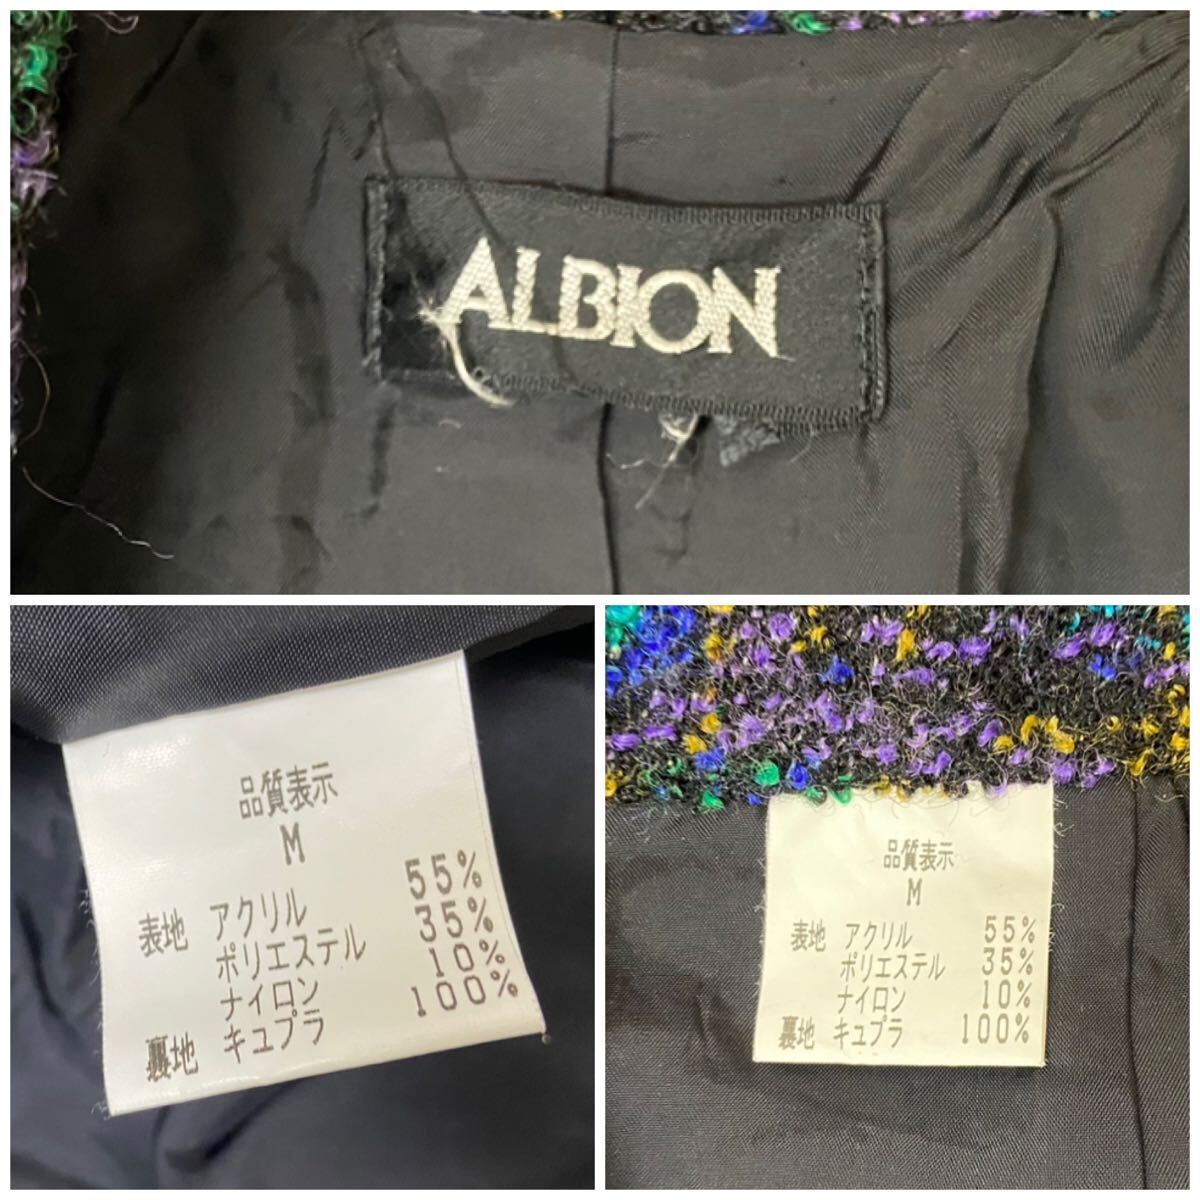 ALBION
品質表示
M
表地 アクリル 55%
ポリエステル 35%
ナイロン 10%
裏地 キュプラ 100%
品質表示
M
表地 アクリル 55%
ポリエステル 35%
ナイロン 10%
裏地 キュプラ 100%